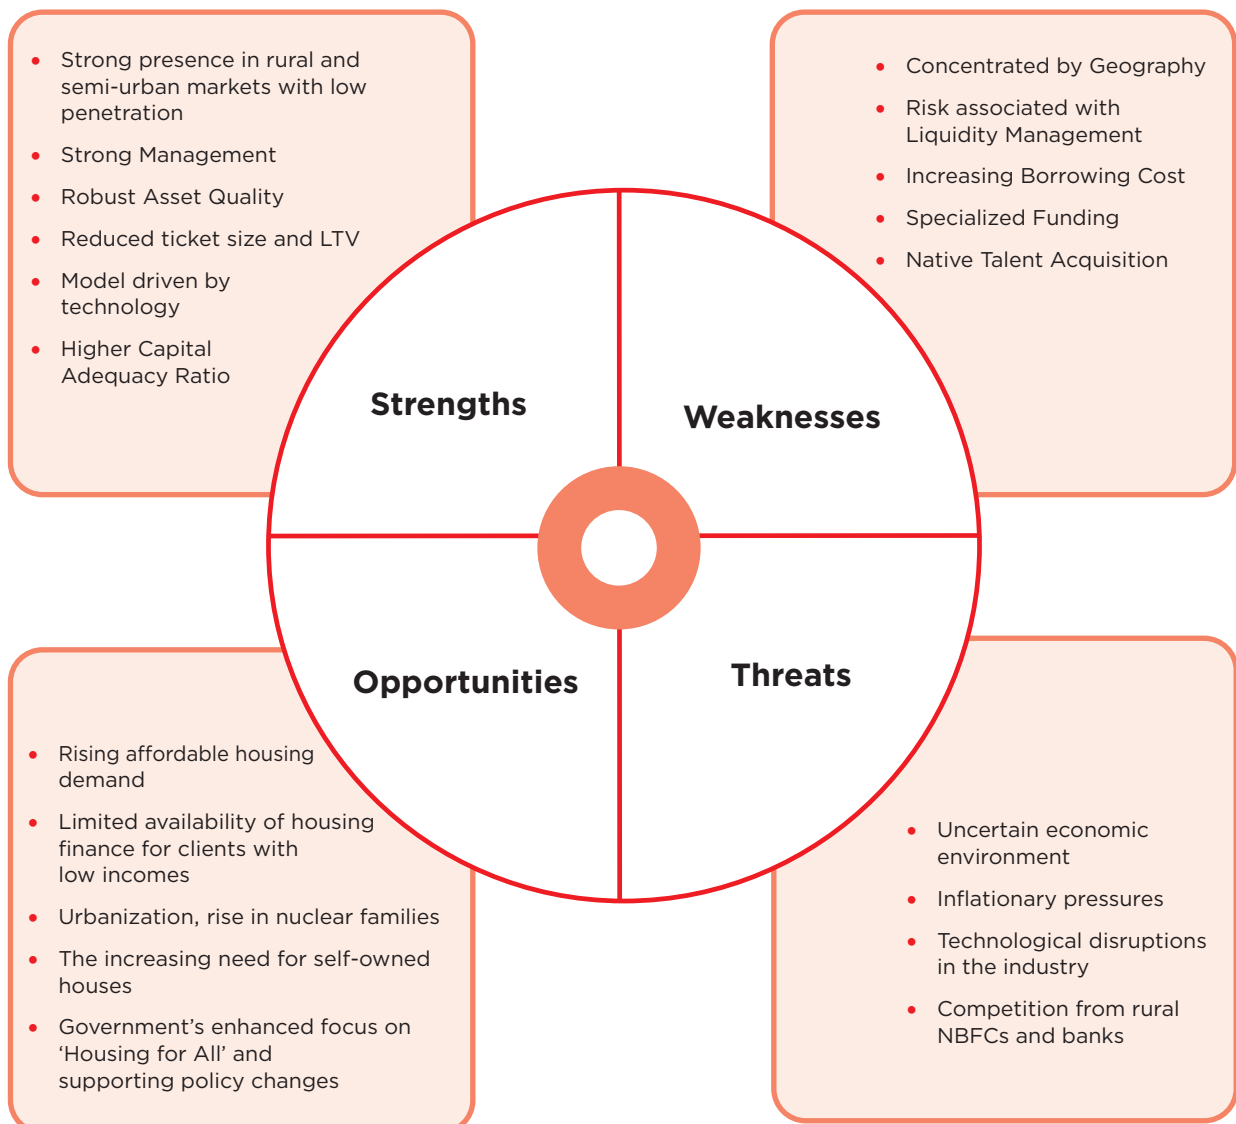 • Strong presence in rural and
semi-urban markets with low
penetration
• Strong Management
• Robust Asset Quality
• Reduced ticket size and LTV
• Model driven by
technology
• Higher Capital
Adequacy Ratio
• Concentrated by Geography
• Risk associated with
Liquidity Management
• Increasing Borrowing Cost
• Specialized Funding
• Native Talent Acquisition
Strengths
Weaknesses
Opportunities
Threats
• Rising affordable housing
demand
• Limited availability of housing
finance for clients with
low incomes
• Urbanization, rise in nuclear families
• The increasing need for self-owned
houses
• Government’s enhanced focus on
‘Housing for All’ and
supporting policy changes
• Uncertain economic
environment
• Inflationary pressures
• Technological disruptions
in the industry
• Competition from rural
NBFCs and banks